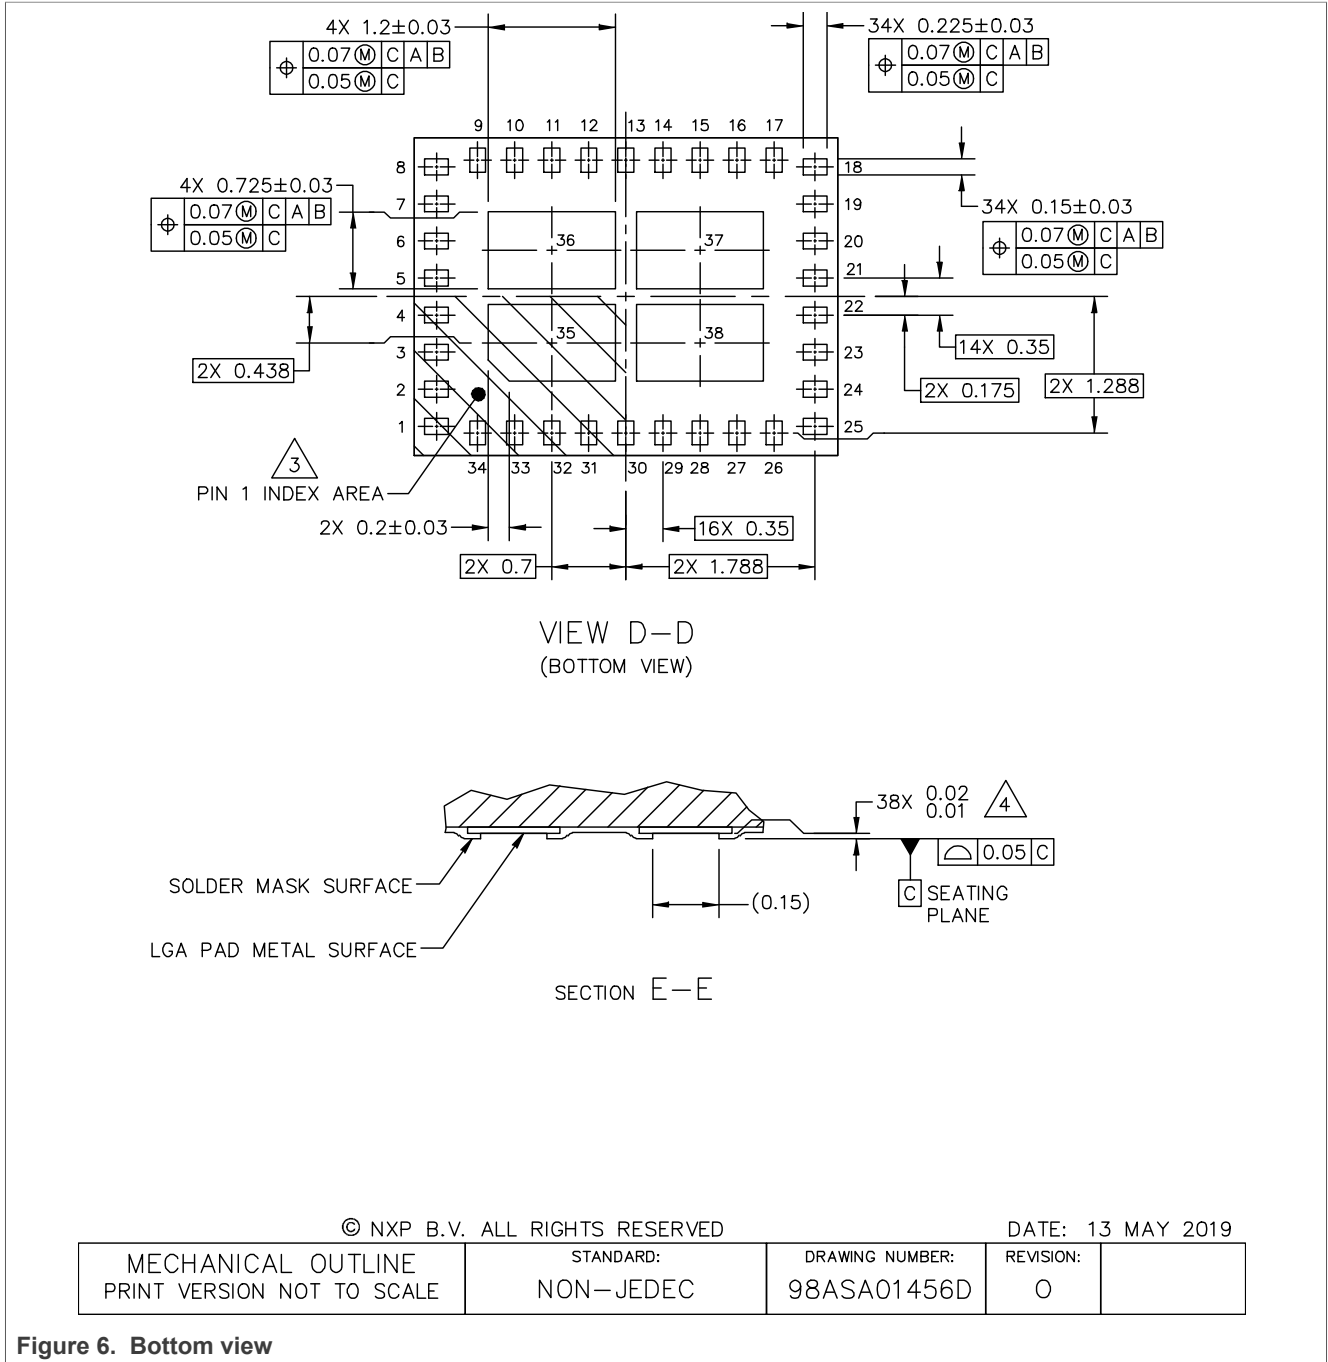 4X 1.2±0.03
⌖ 0.07Ⓜ C A B
0.05Ⓜ C
34X 0.225±0.03
⌖ 0.07Ⓜ C A B
0.05Ⓜ C
9 10 11 12 13 14 15 16 17
8 18
4X 0.725±0.03
⌖ 0.07Ⓜ C A B
0.05Ⓜ C
7 19
34X 0.15±0.03
⌖ 0.07Ⓜ C A B
0.05Ⓜ C
6 36 37 20
5 21
4 22
35 38
3 23
14X 0.35
2X 0.438
2 24
2X 0.175
2X 1.288
1 25
34 33 32 31 30 29 28 27 26
3
PIN 1 INDEX AREA
2X 0.2±0.03
16X 0.35
2X 0.7
2X 1.788
VIEW D–D
(BOTTOM VIEW)
38X 0.02
0.01
4
⌓ 0.05 C
C SEATING
PLANE
SOLDER MASK SURFACE
(0.15)
LGA PAD METAL SURFACE
SECTION E–E
© NXP B.V. ALL RIGHTS RESERVED
DATE: 13 MAY 2019
MECHANICAL OUTLINE
PRINT VERSION NOT TO SCALE
STANDARD:
NON–JEDEC
DRAWING NUMBER:
98ASA01456D
REVISION:
O
Figure 6. Bottom view